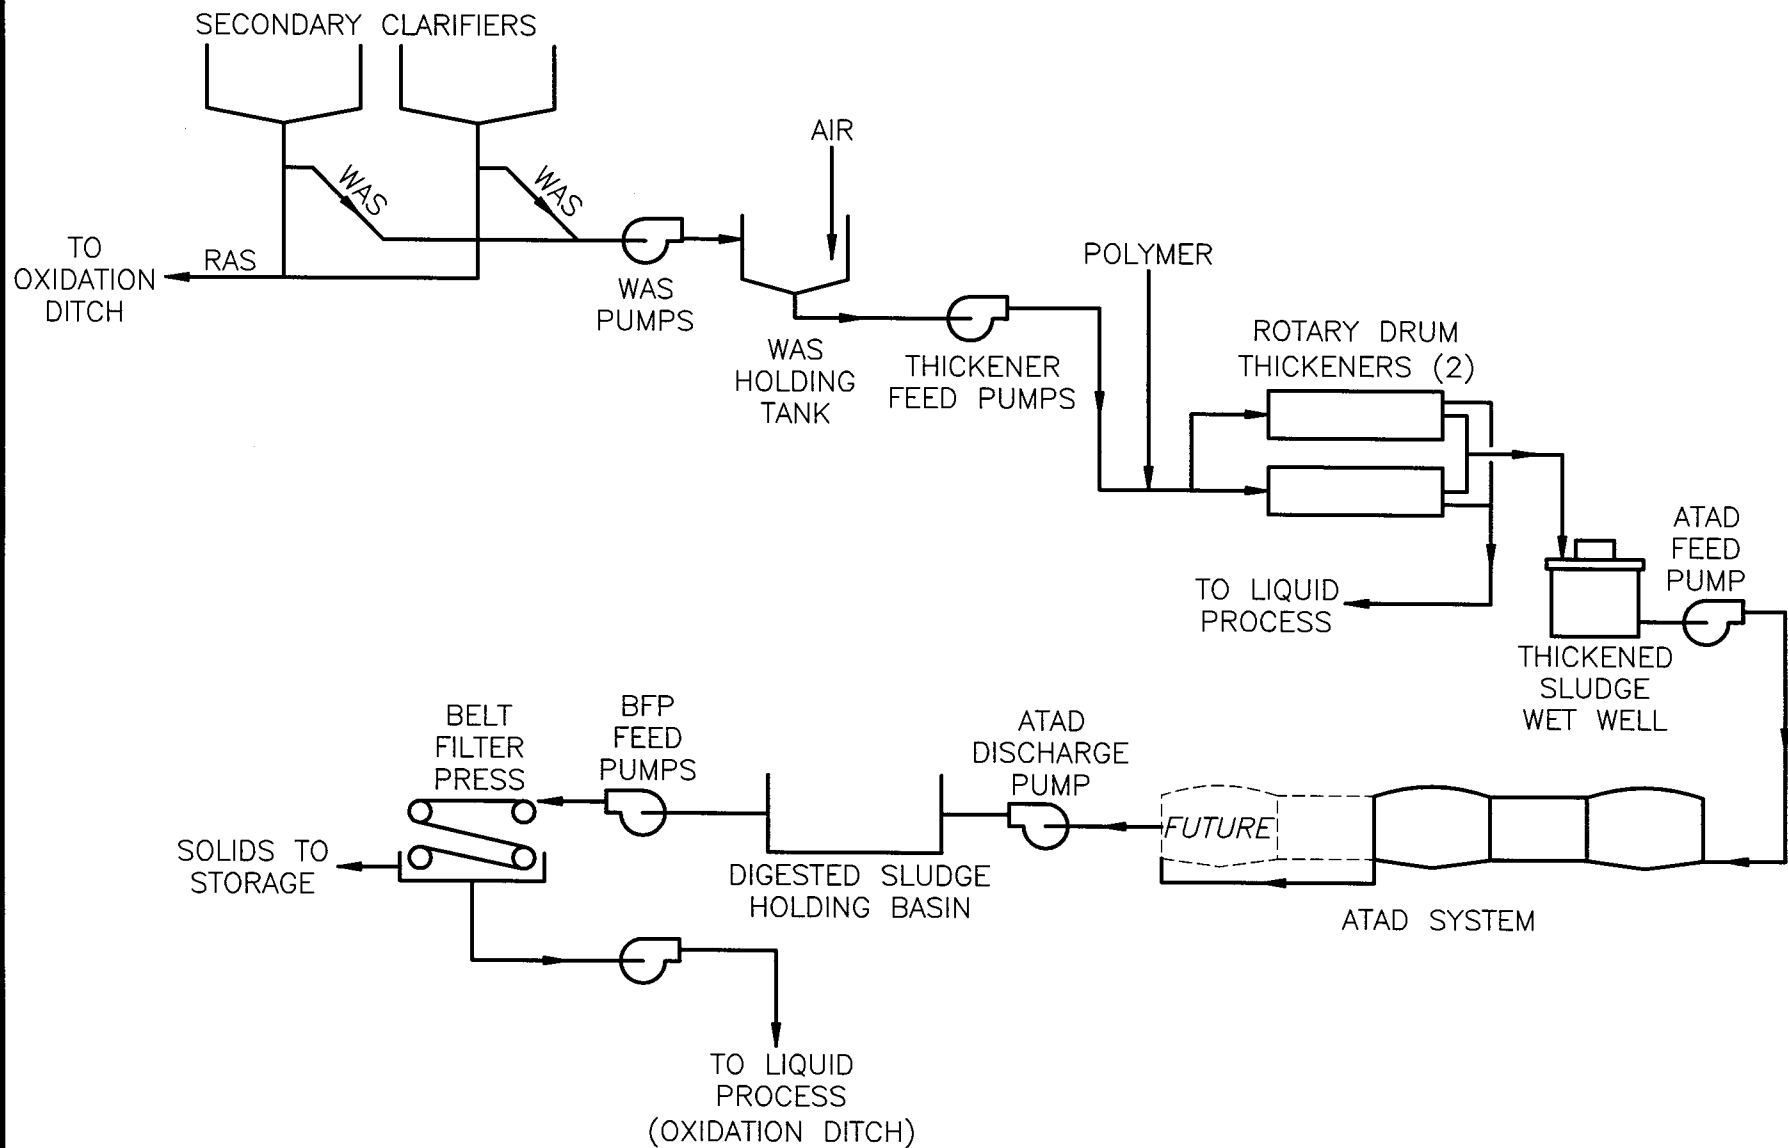 SECONDARY CLARIFIERS
WAS
WAS
AIR
TO
OXIDATION
DITCH
RAS
WAS
PUMPS
WAS
HOLDING
TANK
THICKENER
FEED PUMPS
POLYMER
ROTARY DRUM
THICKENERS (2)
TO LIQUID
PROCESS
ATAD
FEED
PUMP
THICKENED
SLUDGE
WET WELL
BELT
FILTER
PRESS
BFP
FEED
PUMPS
ATAD
DISCHARGE
PUMP
FUTURE
SOLIDS TO
STORAGE
DIGESTED SLUDGE
HOLDING BASIN
ATAD SYSTEM
TO LIQUID
PROCESS
(OXIDATION DITCH)